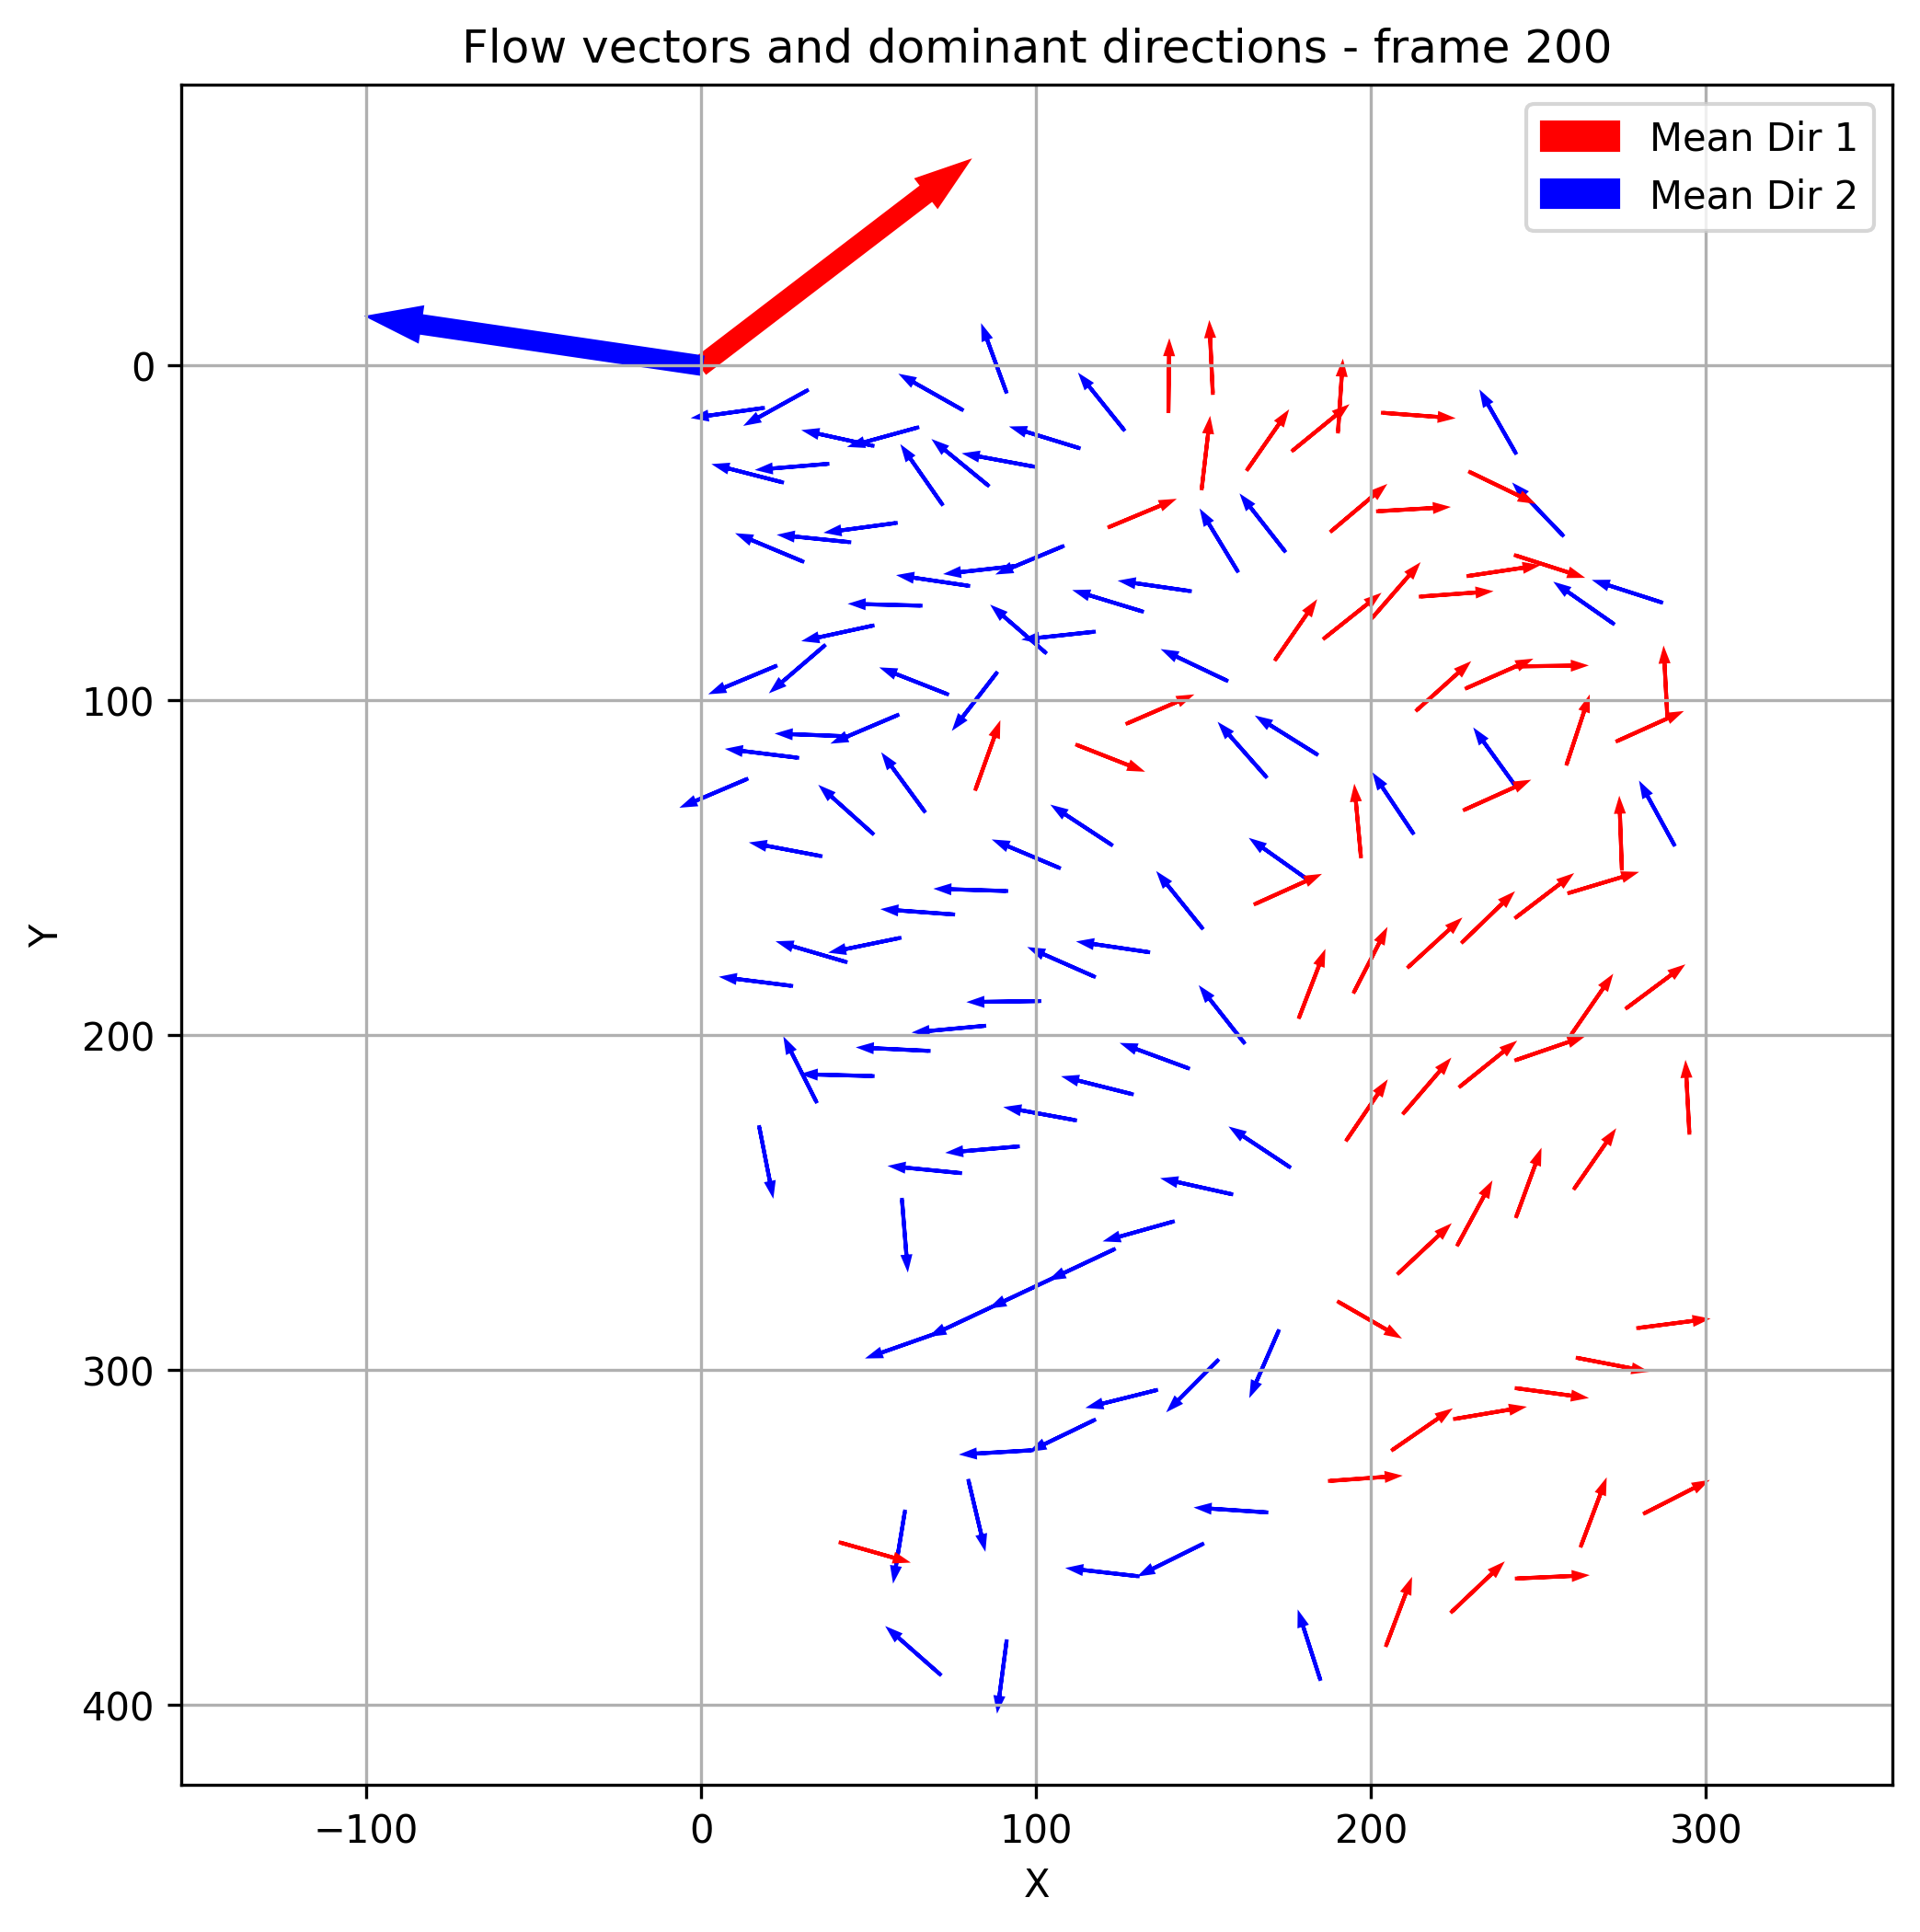 Flow vectors and dominant directions - frame 200
Mean Dir 1
Mean Dir 2
0
100
200
300
400
Y
−100
0
100
200
300
X